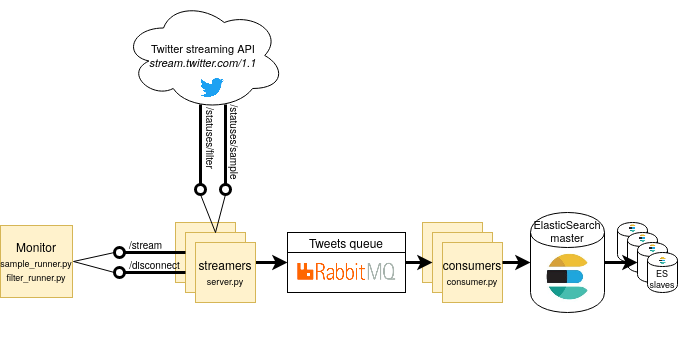 Twitter streaming API
stream.twitter.com/1.1
/statuses/filter
/statuses/sample
Monitor
sample_runner.py
filter_runner.py
/stream
/disconnect
streamers
server.py
Tweets queue
RabbitMQ
consumers
consumer.py
ElasticSearch
master
ES
slaves